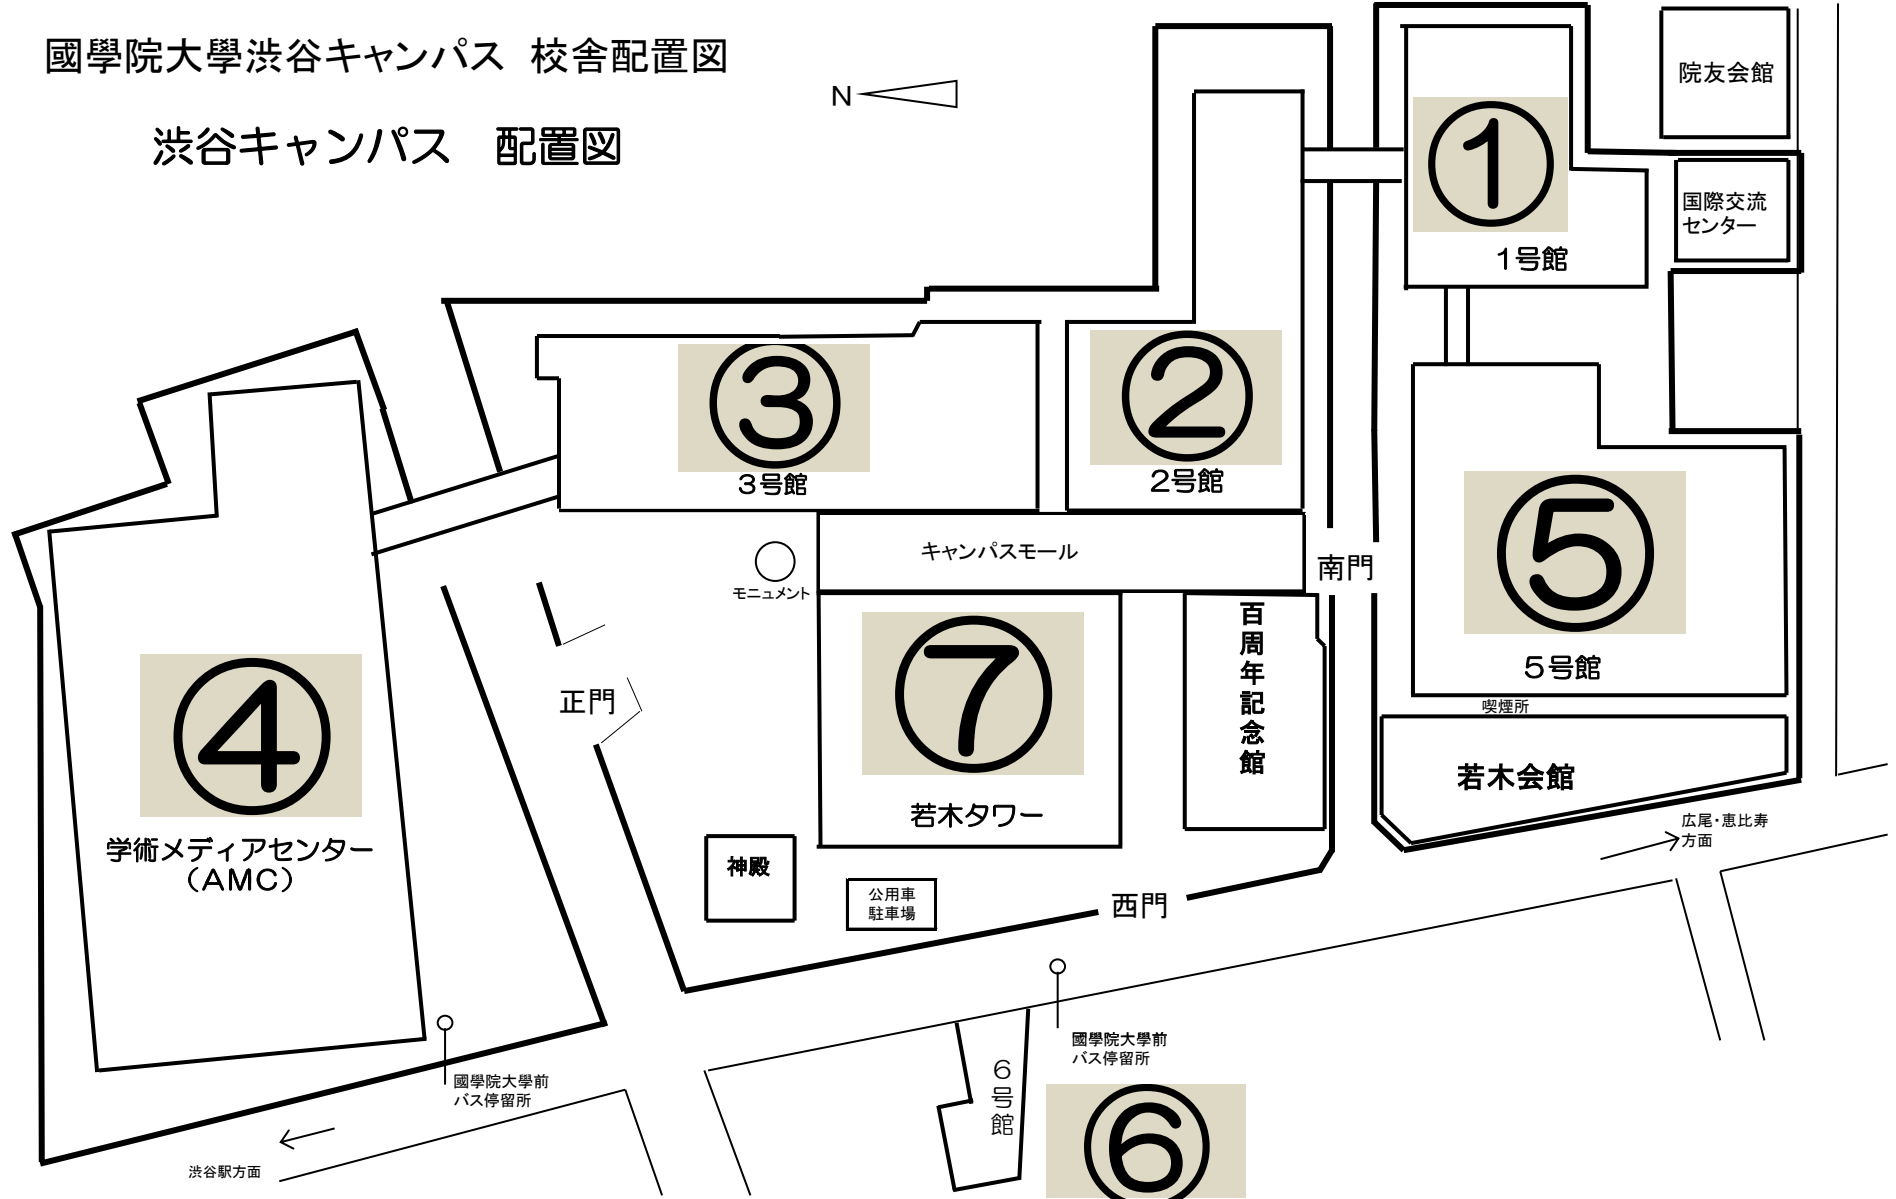 國學院大學渋谷キャンパス 校舎配置図
渋谷キャンパス 配置図
N
院友会館
①
国際交流
センター
1号館
③
3号館
②
2号館
キャンパスモール
モニュメント
南門
⑤
5号館
喫煙所
若木会館
百周年記念館
⑦
若木タワー
正門
④
学術メディアセンター
（AMC）
神殿
公用車
駐車場
西門
広尾・恵比寿
方面
國學院大學前
バス停留所
6号館
⑥
國學院大學前
バス停留所
渋谷駅方面